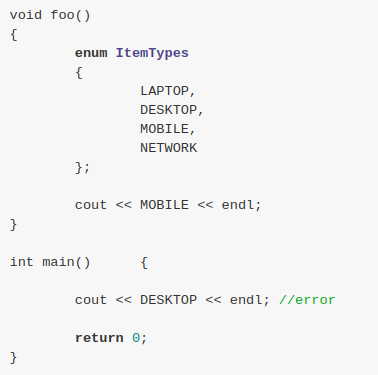 void foo()
{
        enum ItemTypes
        {
                LAPTOP,
                DESKTOP,
                MOBILE,
                NETWORK
        };

        cout << MOBILE << endl;
}

int main()      {

        cout << DESKTOP << endl; //error

        return 0;
}